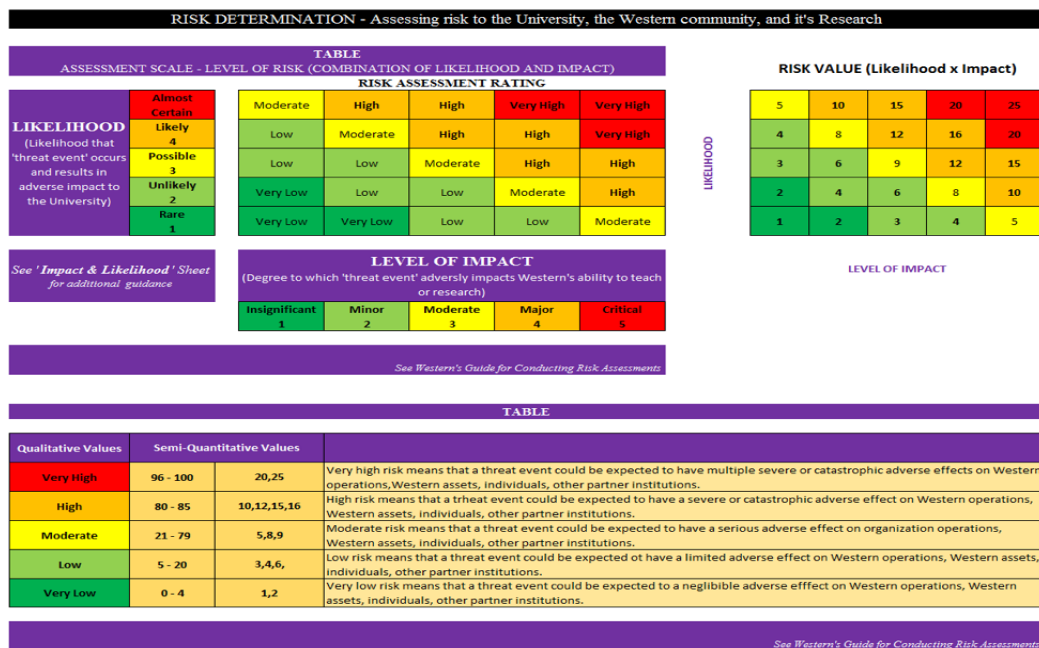 RISK DETERMINATION - Assessing risk to the University, the Western community, and it's Research
TABLE
ASSESSMENT SCALE - LEVEL OF RISK (COMBINATION OF LIKELIHOOD AND IMPACT)
RISK ASSESSMENT RATING
LIKELIHOOD
(Likelihood that
'threat event' occurs
and results in
adverse impact to
the University)
Almost
Certain
Moderate High High Very High Very High
Likely
4
Low Moderate High High Very High
Possible
3
Low Low Moderate High High
Unlikely
2
Very Low Low Low Moderate High
Rare
1
Very Low Very Low Low Low Moderate
See 'Impact & Likelihood' Sheet
for additional guidance
LEVEL OF IMPACT
(Degree to which 'threat event' adversly impacts Western's ability to teach
or research)
Insignificant Minor Moderate Major Critical
1 2 3 4 5
See Western's Guide for Conducting Risk Assessments
RISK VALUE (Likelihood x Impact)
LIKELIHOOD
5 10 15 20 25
4 8 12 16 20
3 6 9 12 15
2 4 6 8 10
1 2 3 4 5
LEVEL OF IMPACT
TABLE
Qualitative Values Semi-Quantitative Values
Very High 96 - 100 20,25 Very high risk means that a threat event could be expected to have multiple severe or catastrophic adverse effects on Western
operations,Western assets, individuals, other partner institutions.
High 80 - 85 10,12,15,16 High risk means that a trheat event could be expected to have a severe or catastrophic adverse effect on Western operations,
Western assets, individuals, other partner institutions.
Moderate 21 - 79 5,8,9 Moderate risk means that a threat event could be expected to have a serious adverse effect on organization operations,
Western assets, individuals, other partner institutions.
Low 5 - 20 3,4,6, Low risk means that a threat event could be expected ot have a limited adverse effect on Western operations, Western assets,
individuals, other partner institutions.
Very Low 0 - 4 1,2 Very low risk means that a threat event could be expected to a neglibible adverse efffect on Western operations, Western
assets, individuals, other partner institutions.
See Western's Guide for Conducting Risk Assessments